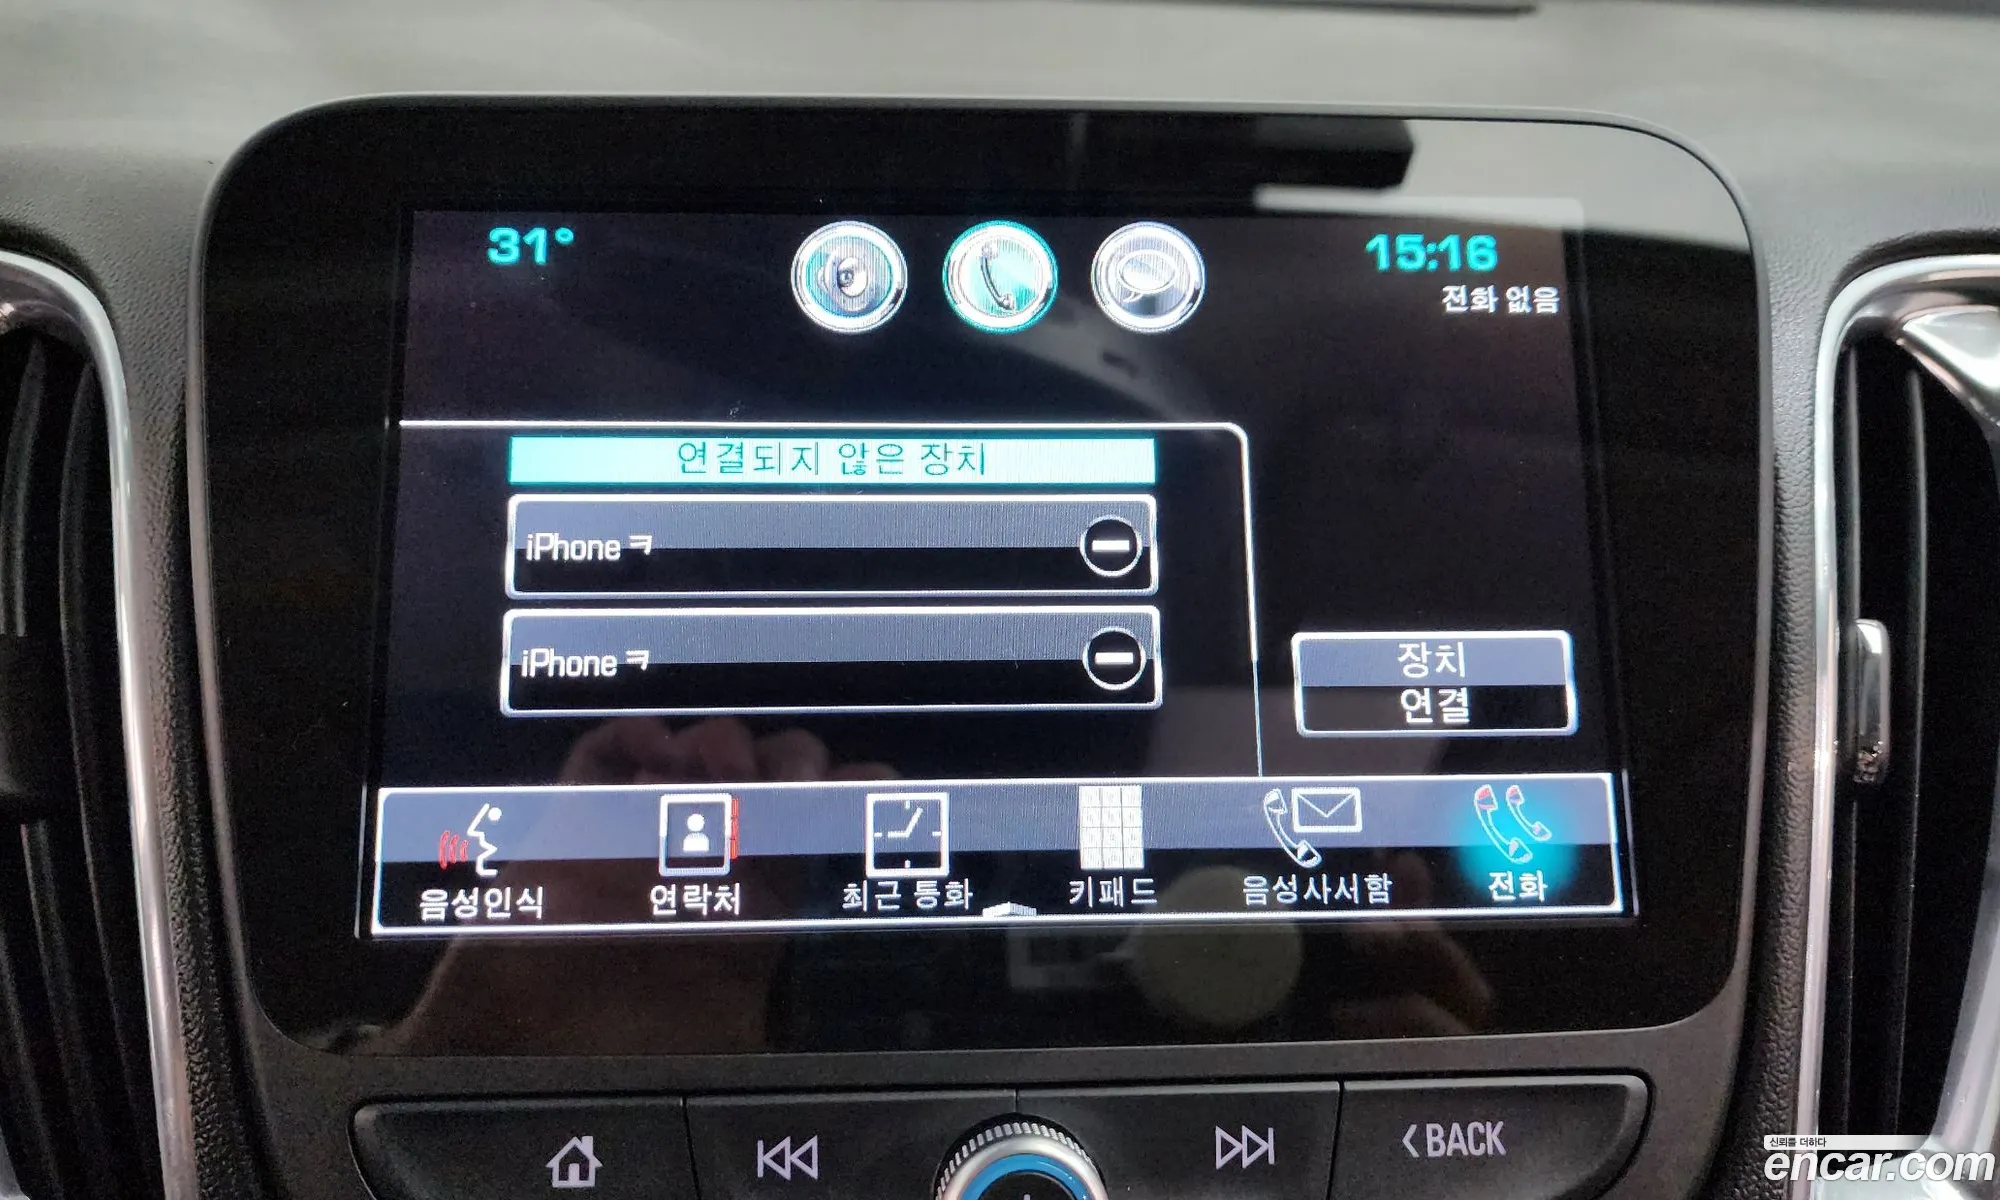 31°
15:16
전화 없음
연결되지 않은 장치
iPhone ㅋ
iPhone ㅋ
장치
연결
음성인식
연락처
최근 통화
키패드
음성사서함
전화
<BACK
신뢰를 더하다
encar.com